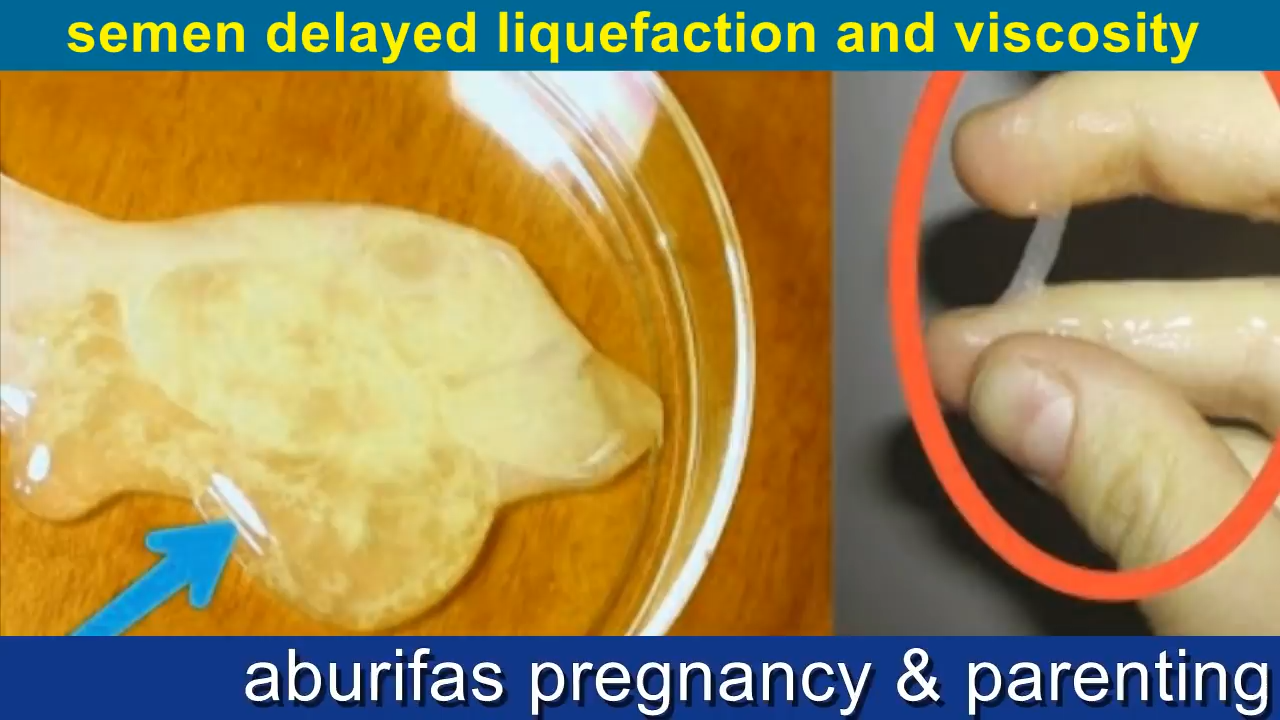 semen delayed liquefaction and viscosity
aburifas pregnancy & parenting